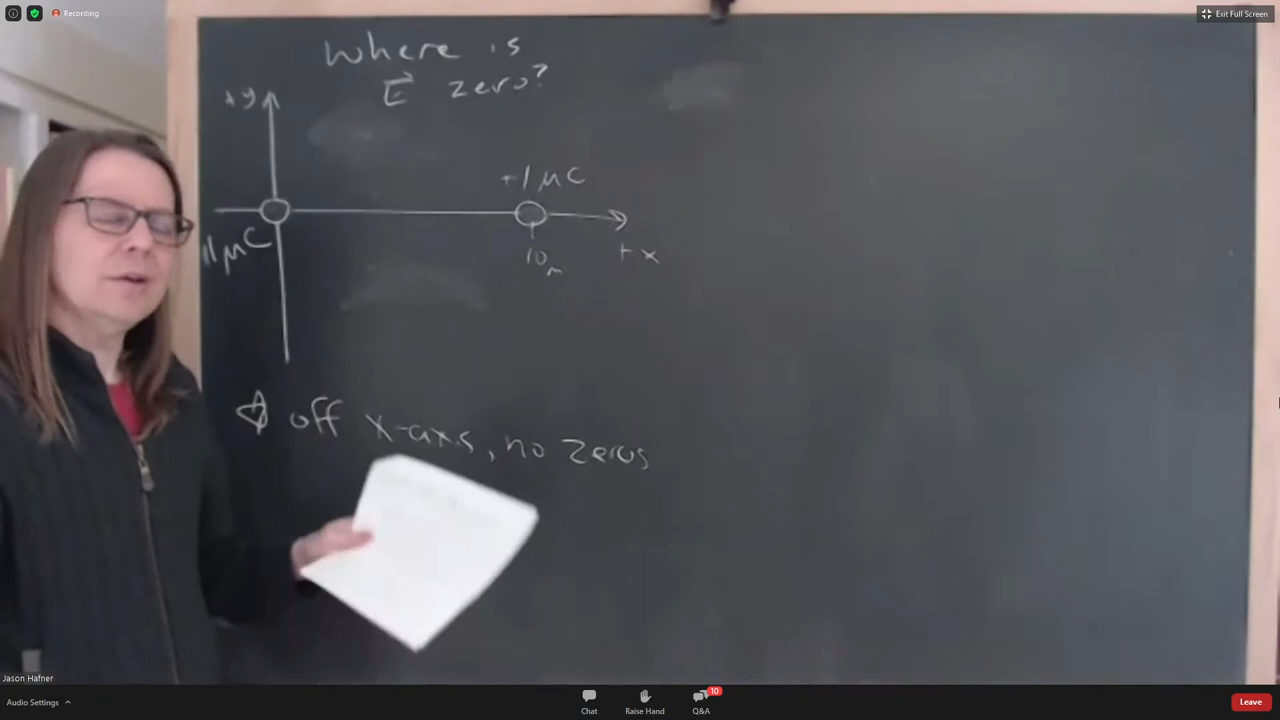 Recording
Exit Full Screen
Where is
E zero?
+y
+1 μC
1 μC
10 m
+x
off x-axis, no zeros
Jason Hafner
Audio Settings
Chat
Raise Hand
10
Q&A
Leave